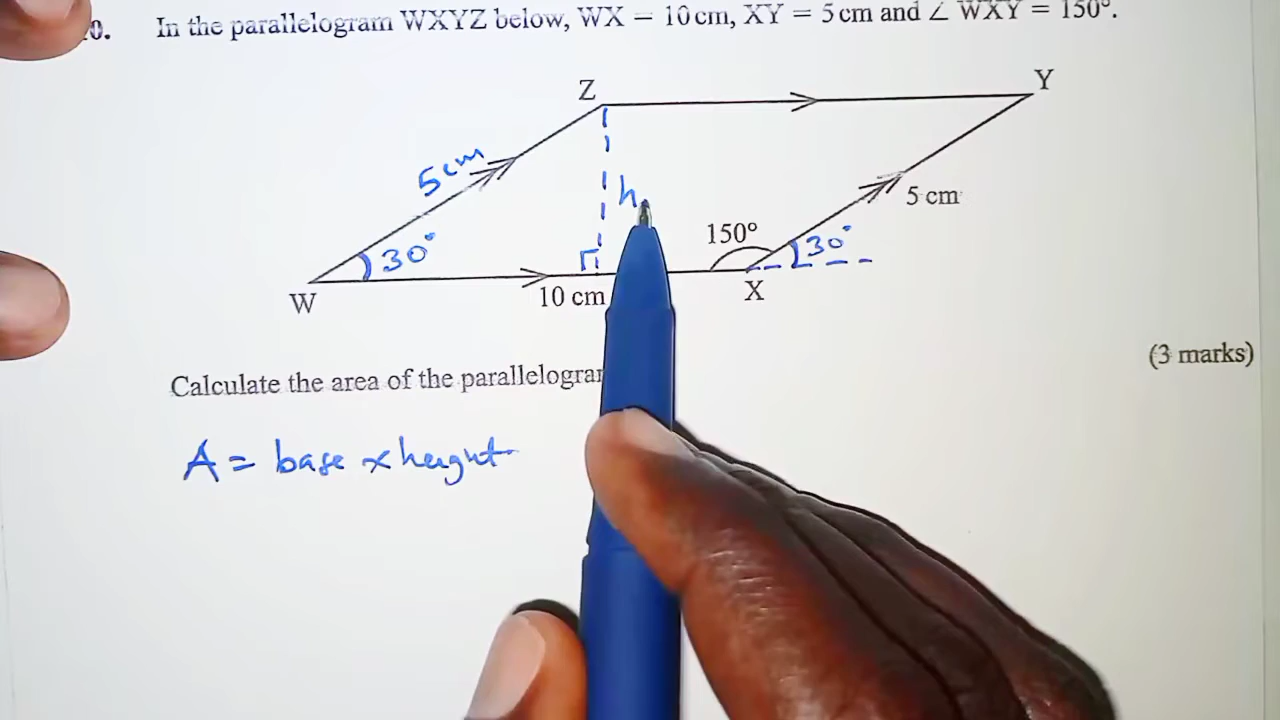 0. In the parallelogram WXYZ below, WX = 10 cm, XY = 5 cm and ∠ WXY = 150°.
Z
Y
5cm
h
5 cm
150°
30°
30°
W
10 cm
X
(3 marks)
Calculate the area of the
A = base × height